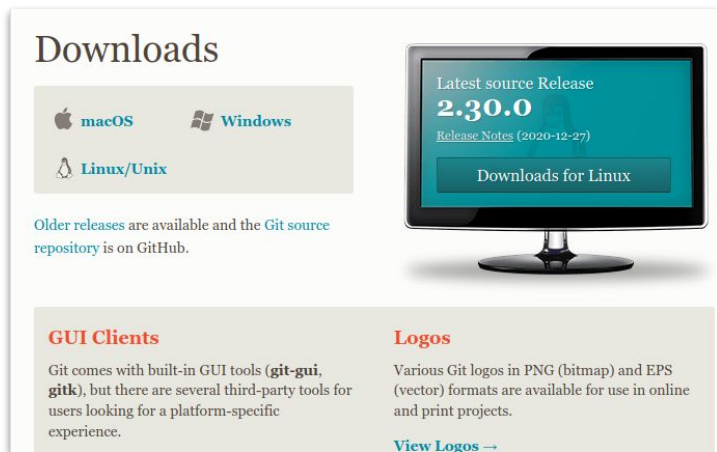 Downloads
macOS
Windows
Linux/Unix
Older releases are available and the Git source
repository is on GitHub.
Latest source Release
2.30.0
Release Notes (2020-12-27)
Downloads for Linux
GUI Clients
Git comes with built-in GUI tools (git-gui,
gitk), but there are several third-party tools for
users looking for a platform-specific
experience.
Logos
Various Git logos in PNG (bitmap) and EPS
(vector) formats are available for use in online
and print projects.
View Logos →